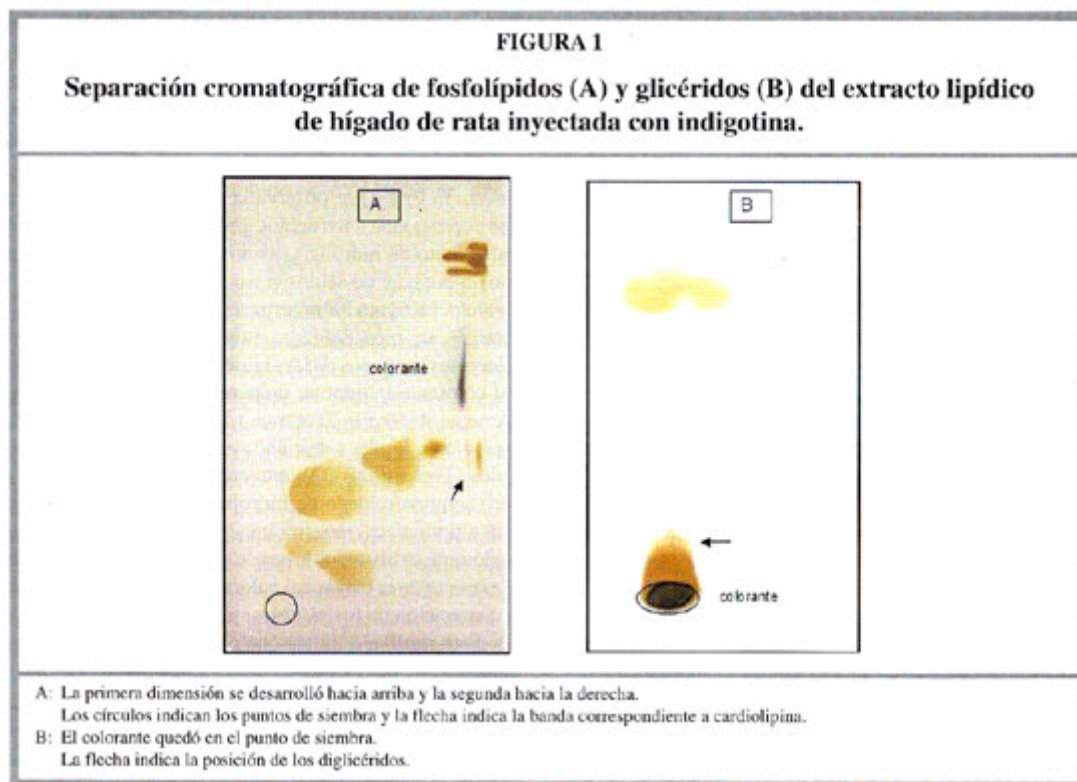 FIGURA 1
Separación cromatográfica de fosfolípidos (A) y glicéridos (B) del extracto lipídico
de hígado de rata inyectada con indigotina.
A
colorante
B
colorante
A: La primera dimensión se desarrolló hacia arriba y la segunda hacia la derecha.
Los círculos indican los puntos de siembra y la flecha indica la banda correspondiente a cardiolipina.
B: El colorante quedó en el punto de siembra.
La flecha indica la posición de los diglicéridos.